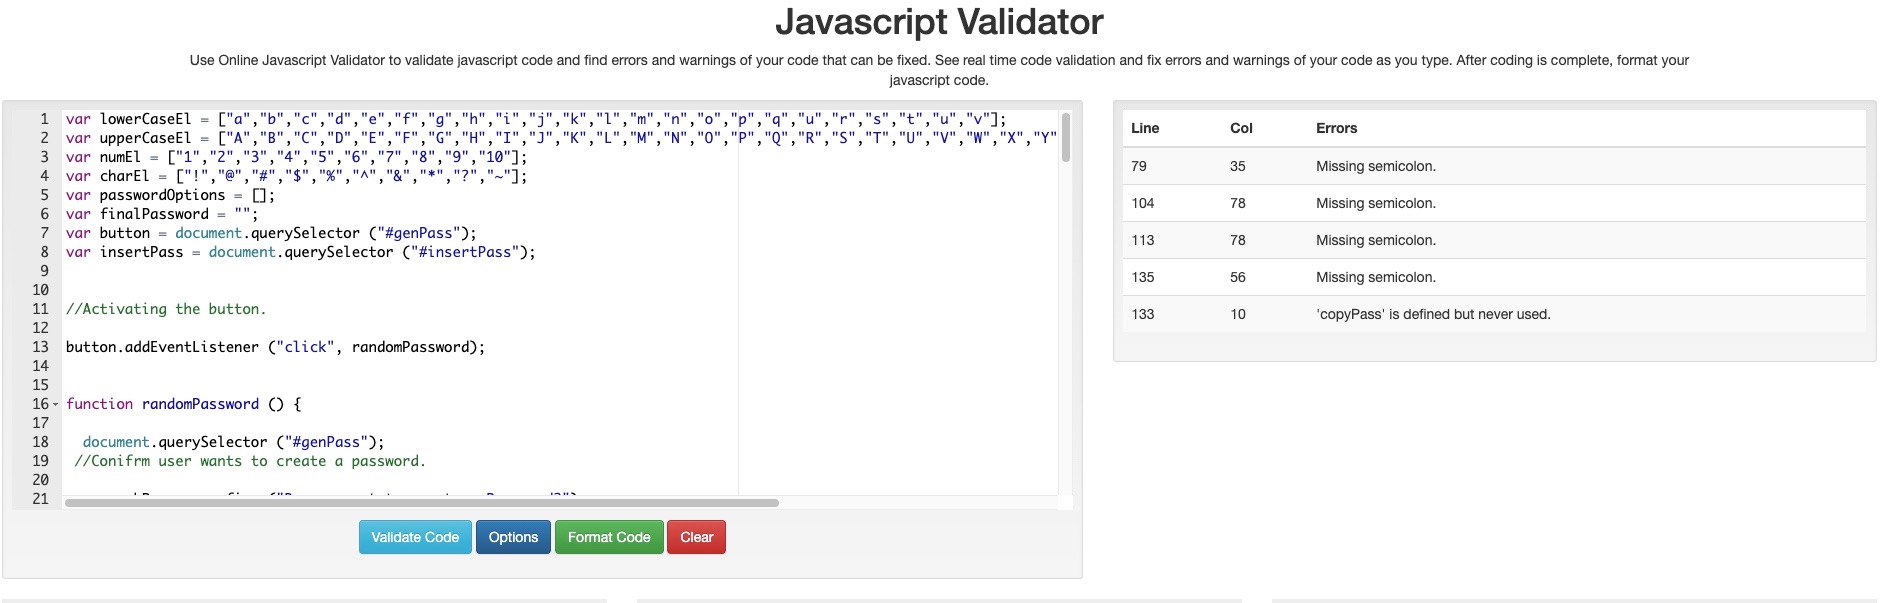 Javascript Validator
Use Online Javascript Validator to validate javascript code and find errors and warnings of your code that can be fixed. See real time code validation and fix errors and warnings of your code as you type. After coding is complete, format your
javascript code.
1 var lowerCaseEl = ["a","b","c","d","e","f","g","h","i","j","k","l","m","n","o","p","q","u","r","s","t","u","v"];
2 var upperCaseEl = ["A","B","C","D","E","F","G","H","I","J","K","L","M","N","O","P","Q","R","S","T","U","V","W","X","Y"
3 var numEl = ["1","2","3","4","5","6","7","8","9","10"];
4 var charEl = ["!","@","#","$","%","^","&","*","?","~"];
5 var passwordOptions = [];
6 var finalPassword = "";
7 var button = document.querySelector ("#genPass");
8 var insertPass = document.querySelector ("#insertPass");
9
10
11 //Activating the button.
12
13 button.addEventListener ("click", randomPassword);
14
15
16 function randomPassword () {
17
18 document.querySelector ("#genPass");
19 //Conifrm user wants to create a password.
20
21
Validate Code Options Format Code Clear
Line Col Errors
79 35 Missing semicolon.
104 78 Missing semicolon.
113 78 Missing semicolon.
135 56 Missing semicolon.
133 10 'copyPass' is defined but never used.